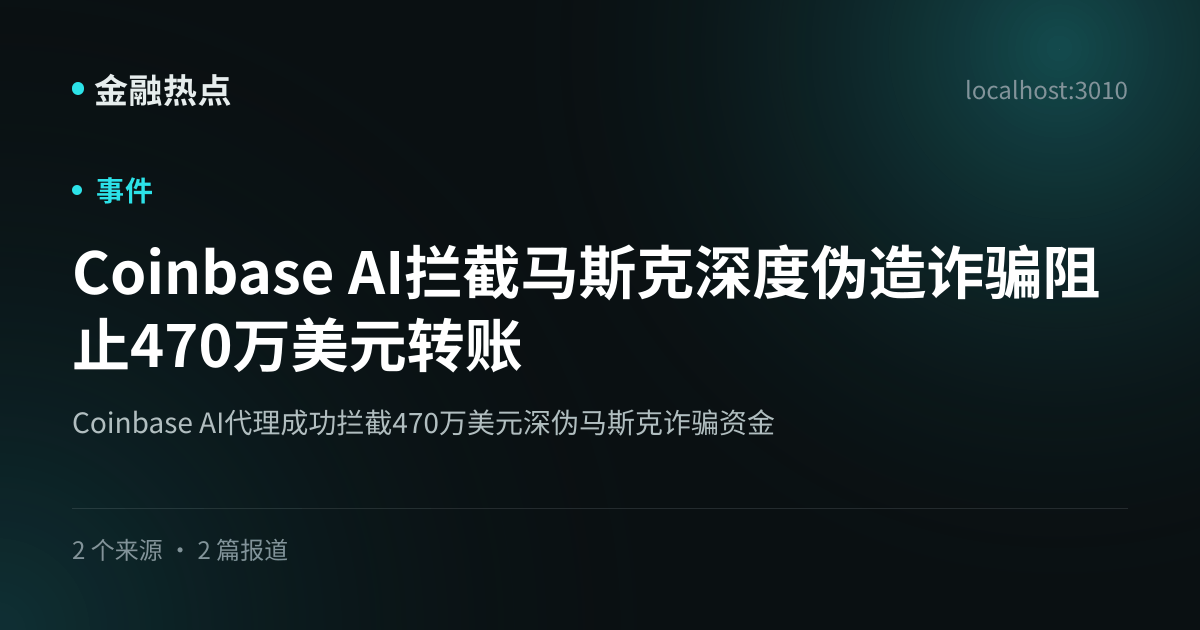 金融热点
localhost:3010
事件
Coinbase AI拦截马斯克深度伪造诈骗阻
止470万美元转账
Coinbase AI代理成功拦截470万美元深伪马斯克诈骗资金
2 个来源 · 2 篇报道